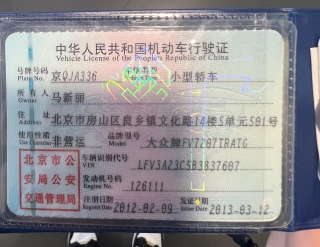 中华人民共和国机动车行驶证
Vehicle License of the People's Republic of China
号牌号码 京QJA336 车辆类型 小型轿车
Plate No.
所有人 马新丽
Owner
住址 北京市房山区良乡镇文化路14楼5单元501号
Address
使用性质 非营运 品牌型号 大众牌FV7207TRATG
Use Character
北京市公安局公安交通管理局
车辆识别代号 LFV3A23C5B3837607
VIN
发动机号码 126111
Engine No.
注册日期 2012-02-09 发证日期 2013-03-12
Register Date Issue Date